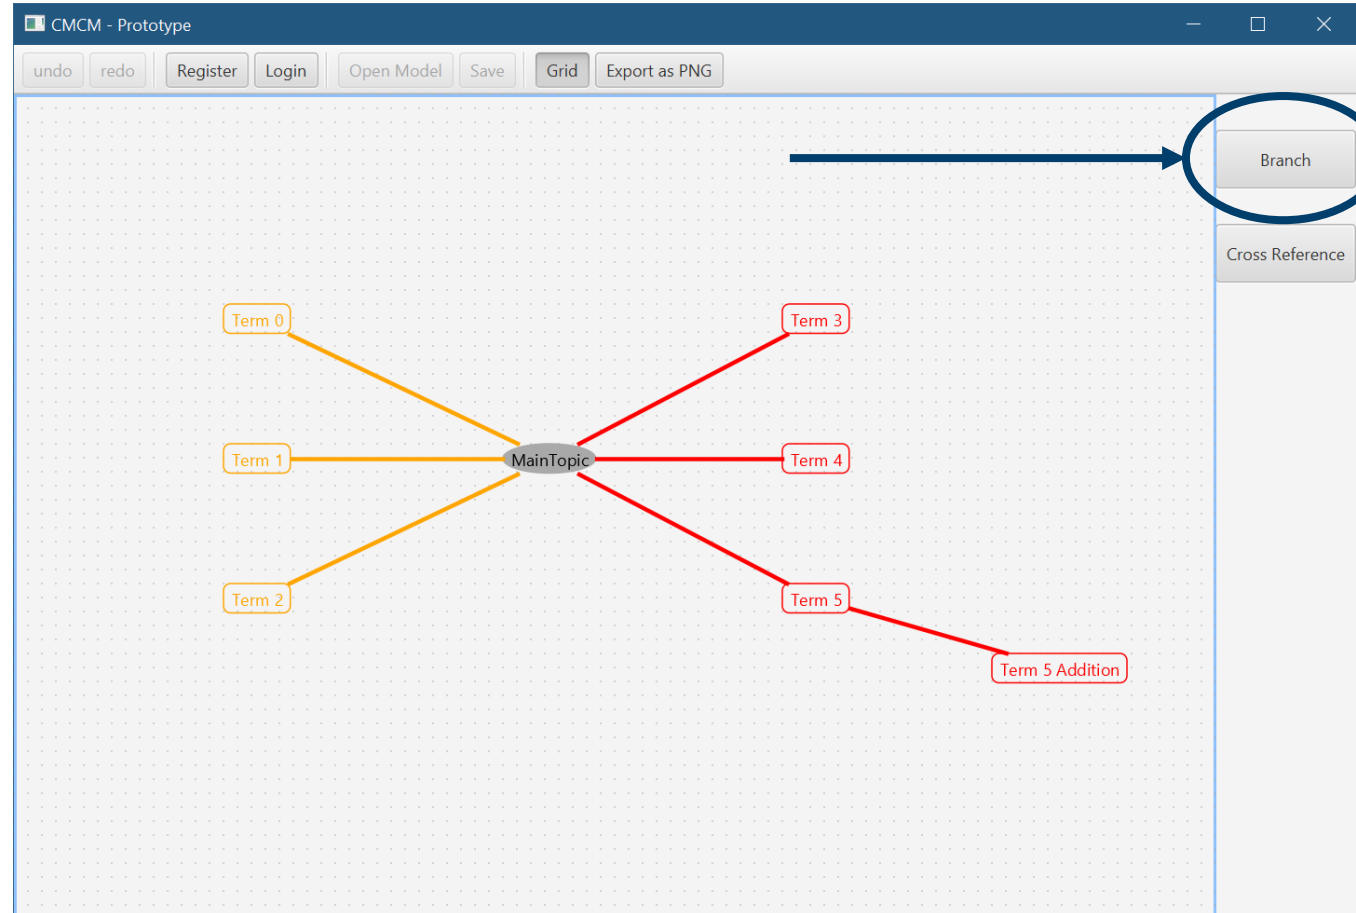 CMCM - Prototype
undo redo Register Login Open Model Save Grid Export as PNG
Branch
Cross Reference
Term 0
Term 3
Term 1
MainTopic
Term 4
Term 2
Term 5
Term 5 Addition